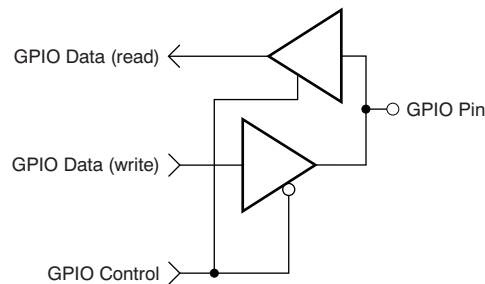 GPIO Data (read)
GPIO Pin
GPIO Data (write)
GPIO Control